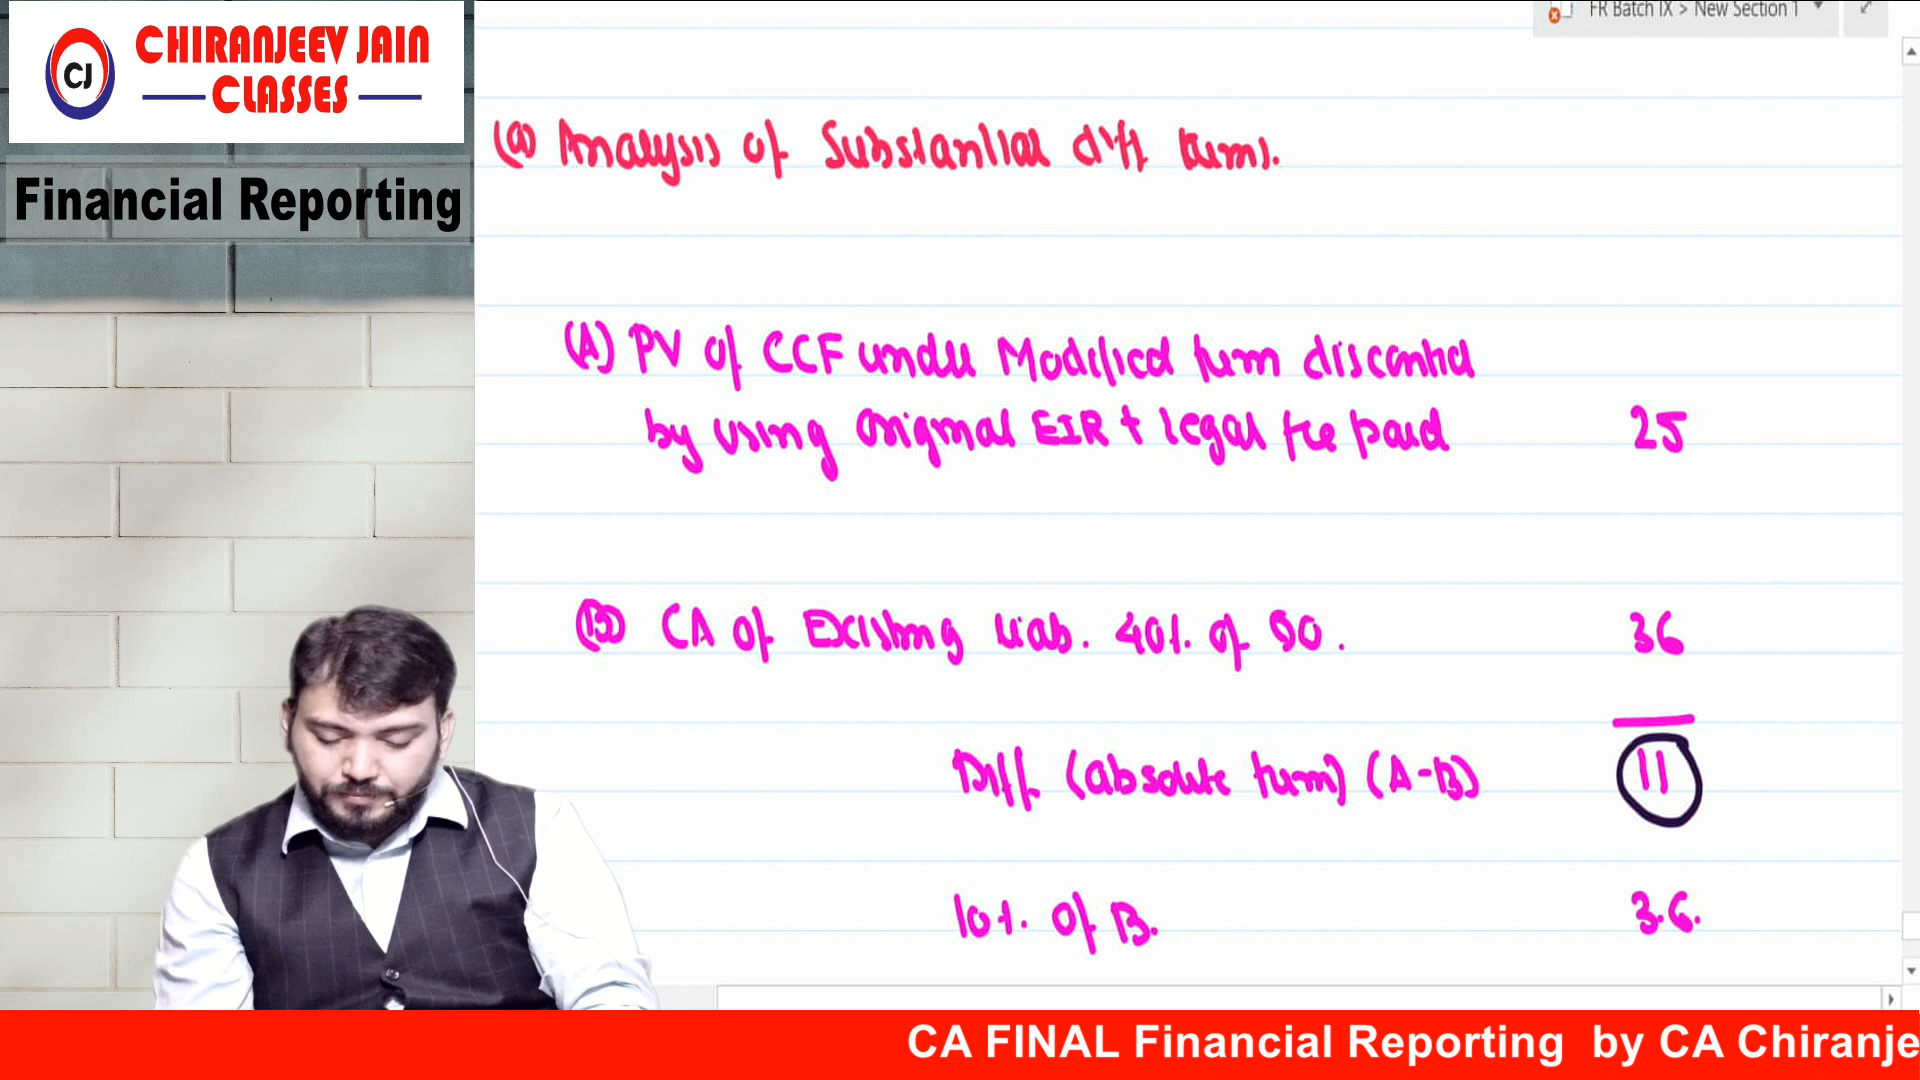 CHIRANJEEV JAIN
CJ
CLASSES
Financial Reporting
FR Batch IX > New Section 1
(a) Analysis of Substantial diff terms.
(A) PV of CCF under Modified term discounted
by using Original EIR + legal fee paid 25
(B) CA of Existing Liab. 40% of 90. 36
Diff (absolute term) (A-B) 11
10% of B. 3.6.
CA FINAL Financial Reporting by CA Chiranje